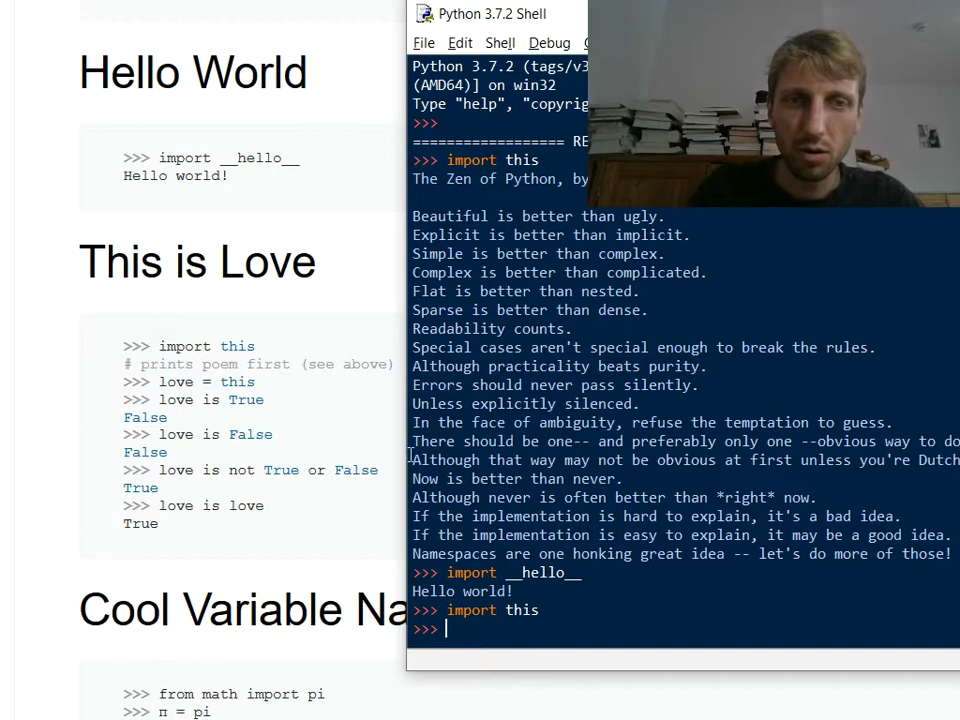 Hello World
>>> import __hello__
Hello world!
This is Love
>>> import this
# prints poem first (see above)
>>> love = this
>>> love is True
False
>>> love is False
False
>>> love is not True or False
True
>>> love is love
True
Cool Variable Na
>>> from math import pi
>>> π = pi
Python 3.7.2 Shell
File Edit Shell Debug
Python 3.7.2 (tags/v3
(AMD64)] on win32
Type "help", "copyrig
>>>
================== RE
>>> import this
The Zen of Python, by
Beautiful is better than ugly.
Explicit is better than implicit.
Simple is better than complex.
Complex is better than complicated.
Flat is better than nested.
Sparse is better than dense.
Readability counts.
Special cases aren't special enough to break the rules.
Although practicality beats purity.
Errors should never pass silently.
Unless explicitly silenced.
In the face of ambiguity, refuse the temptation to guess.
There should be one-- and preferably only one --obvious way to do
Although that way may not be obvious at first unless you're Dutch
Now is better than never.
Although never is often better than *right* now.
If the implementation is hard to explain, it's a bad idea.
If the implementation is easy to explain, it may be a good idea.
Namespaces are one honking great idea -- let's do more of those!
>>> import __hello__
Hello world!
>>> import this
>>>